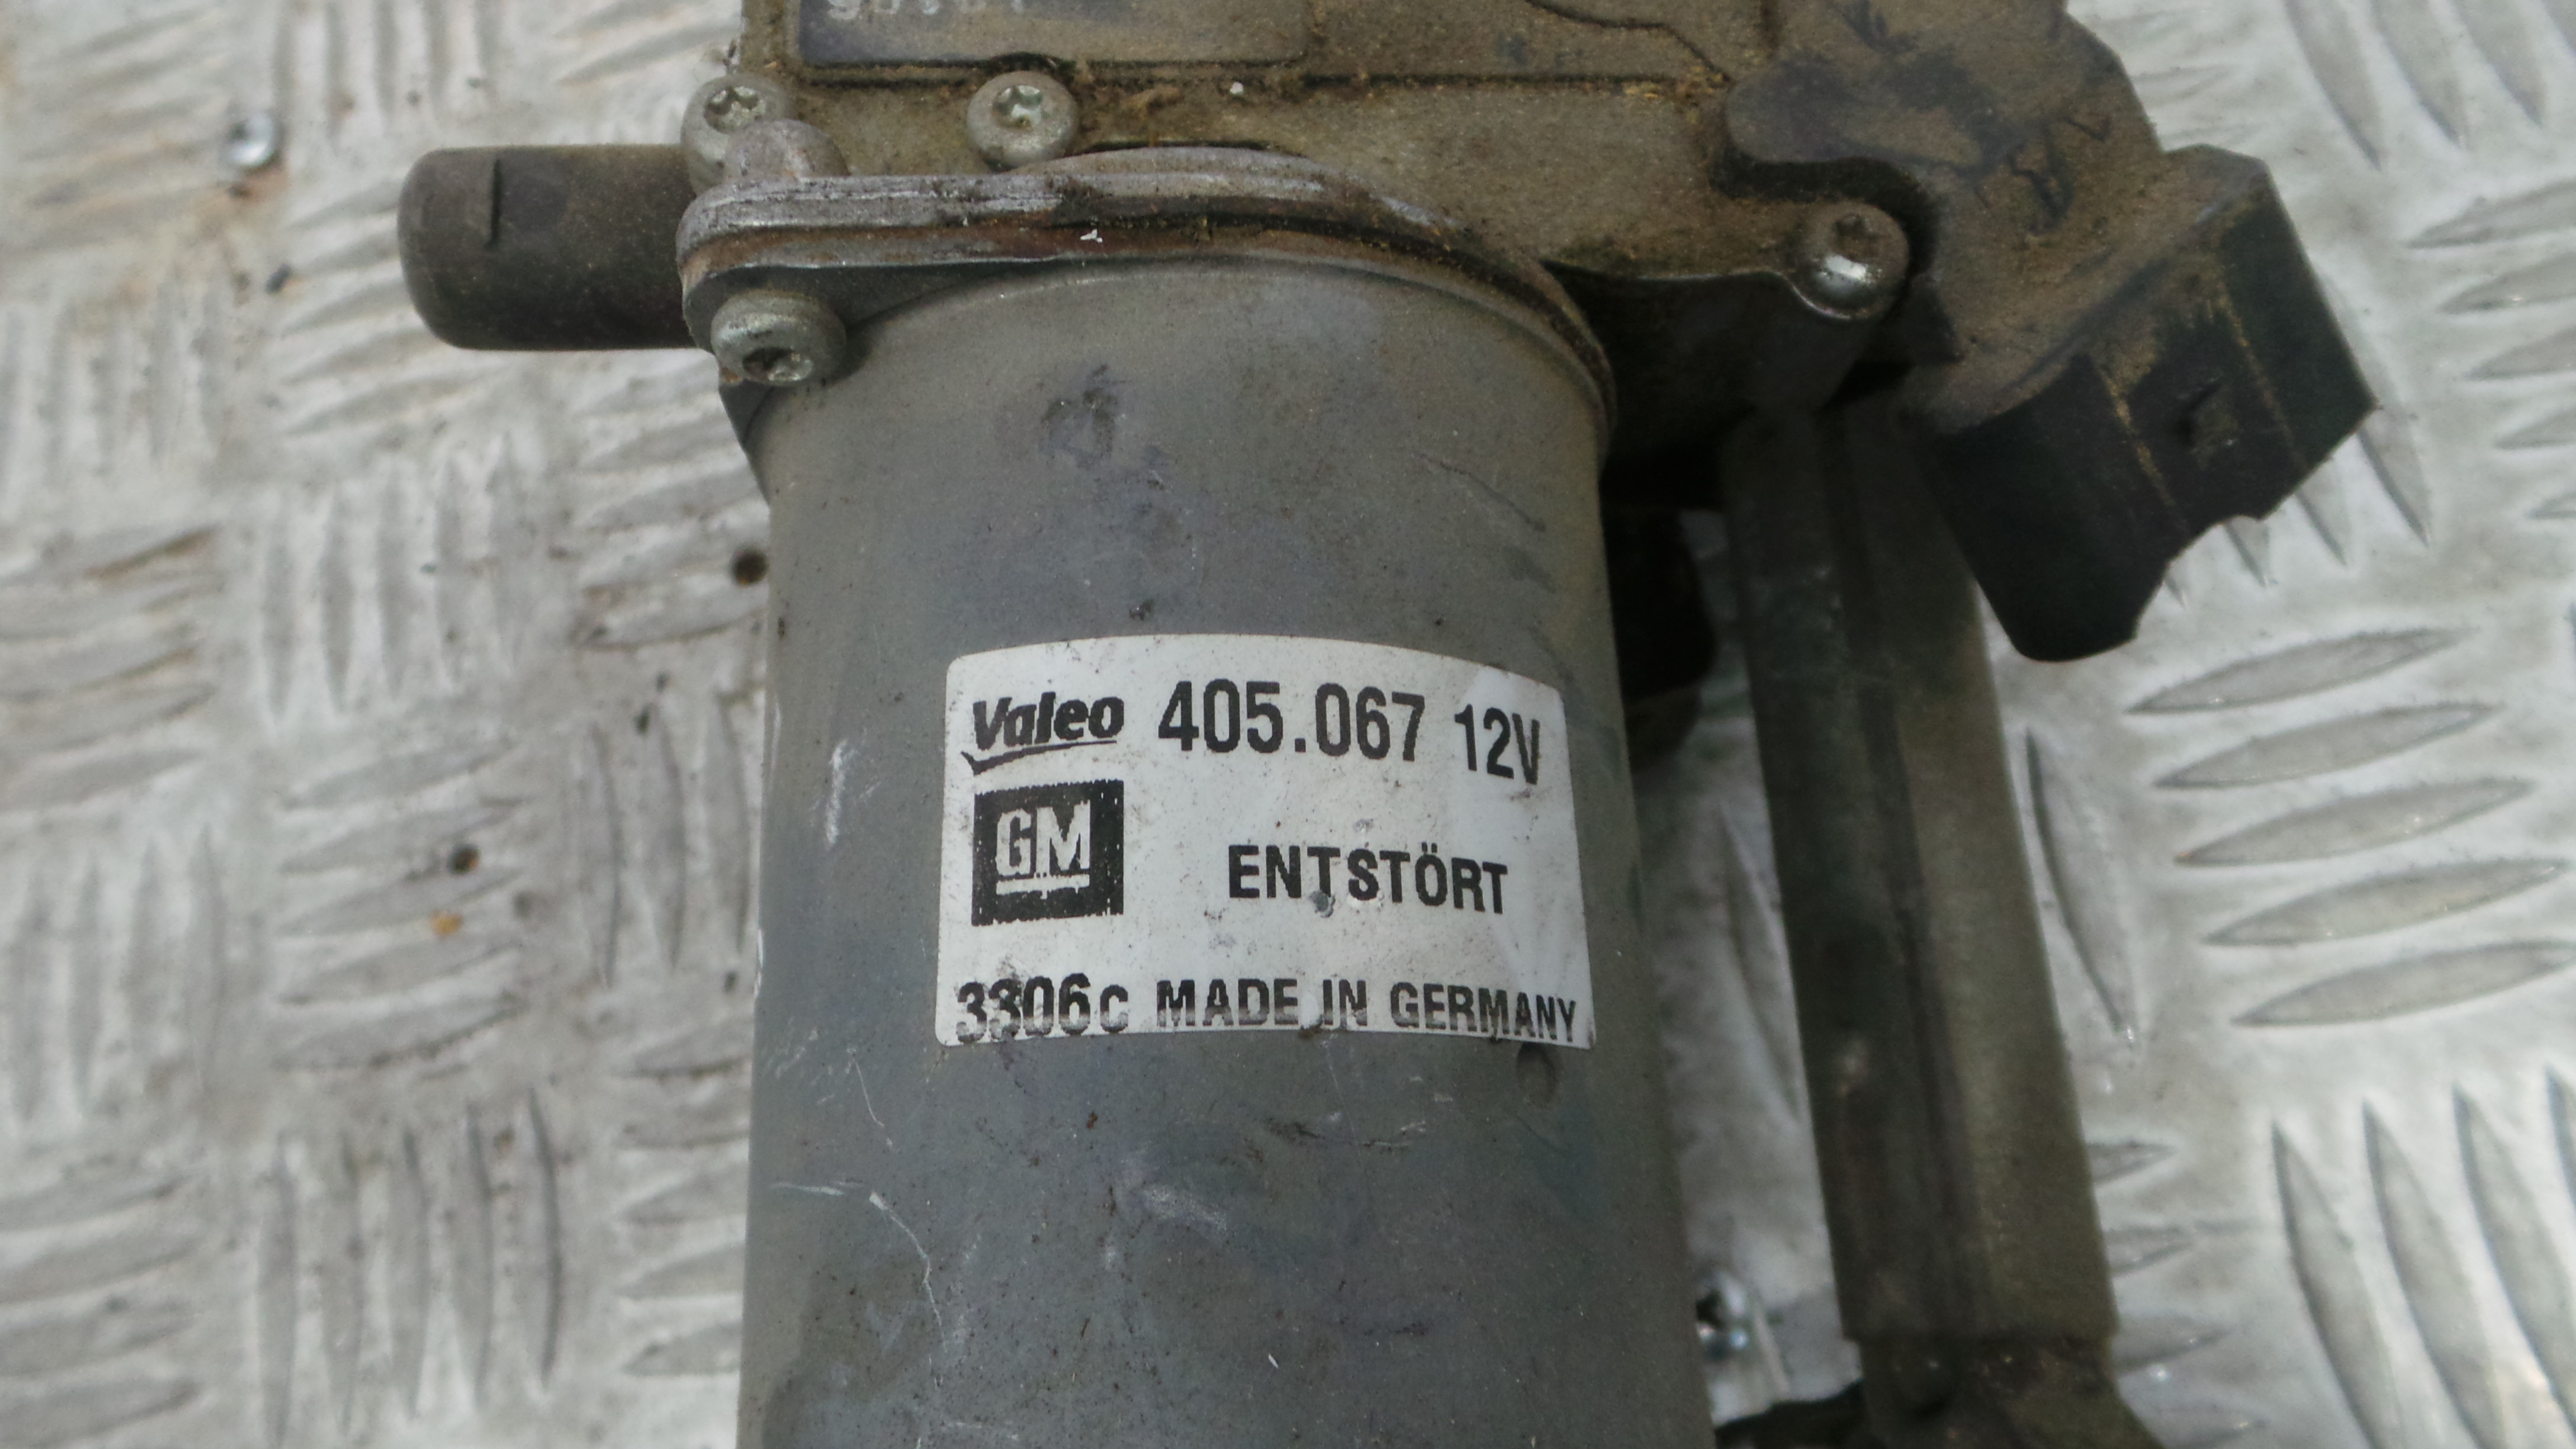 Valeo 405.067 12V
GM
ENTSTÖRT
3306c MADE IN GERMANY